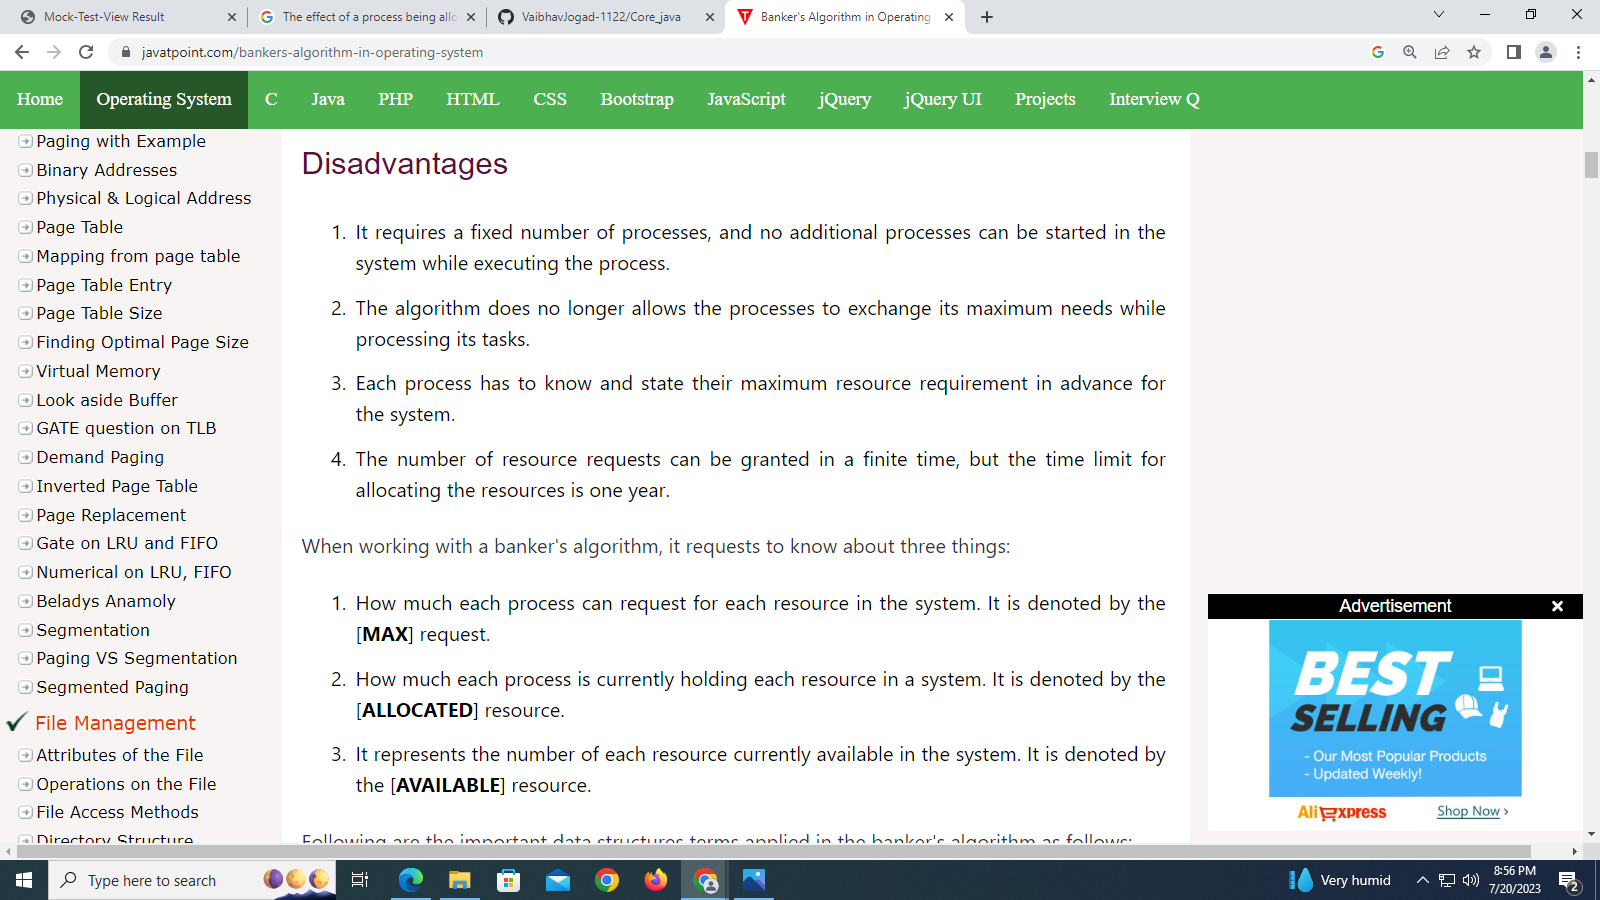 Mock-Test-View Result
The effect of a process being allo
VaibhavJogad-1122/Core_java
Banker's Algorithm in Operating
javatpoint.com/bankers-algorithm-in-operating-system
Home Operating System C Java PHP HTML CSS Bootstrap JavaScript jQuery jQuery UI Projects Interview Q
Paging with Example
Binary Addresses
Physical & Logical Address
Page Table
Mapping from page table
Page Table Entry
Page Table Size
Finding Optimal Page Size
Virtual Memory
Look aside Buffer
GATE question on TLB
Demand Paging
Inverted Page Table
Page Replacement
Gate on LRU and FIFO
Numerical on LRU, FIFO
Beladys Anamoly
Segmentation
Paging VS Segmentation
Segmented Paging
File Management
Attributes of the File
Operations on the File
File Access Methods
Directory Structure
Disadvantages
1. It requires a fixed number of processes, and no additional processes can be started in the
system while executing the process.
2. The algorithm does no longer allows the processes to exchange its maximum needs while
processing its tasks.
3. Each process has to know and state their maximum resource requirement in advance for
the system.
4. The number of resource requests can be granted in a finite time, but the time limit for
allocating the resources is one year.
When working with a banker's algorithm, it requests to know about three things:
1. How much each process can request for each resource in the system. It is denoted by the
[MAX] request.
2. How much each process is currently holding each resource in a system. It is denoted by the
[ALLOCATED] resource.
3. It represents the number of each resource currently available in the system. It is denoted by
the [AVAILABLE] resource.
Following are the important data structures terms applied in the banker's algorithm as follows:
Advertisement
BEST
SELLING
- Our Most Popular Products
- Updated Weekly!
AliExpress
Shop Now ›
Type here to search
Very humid
8:56 PM
7/20/2023
2